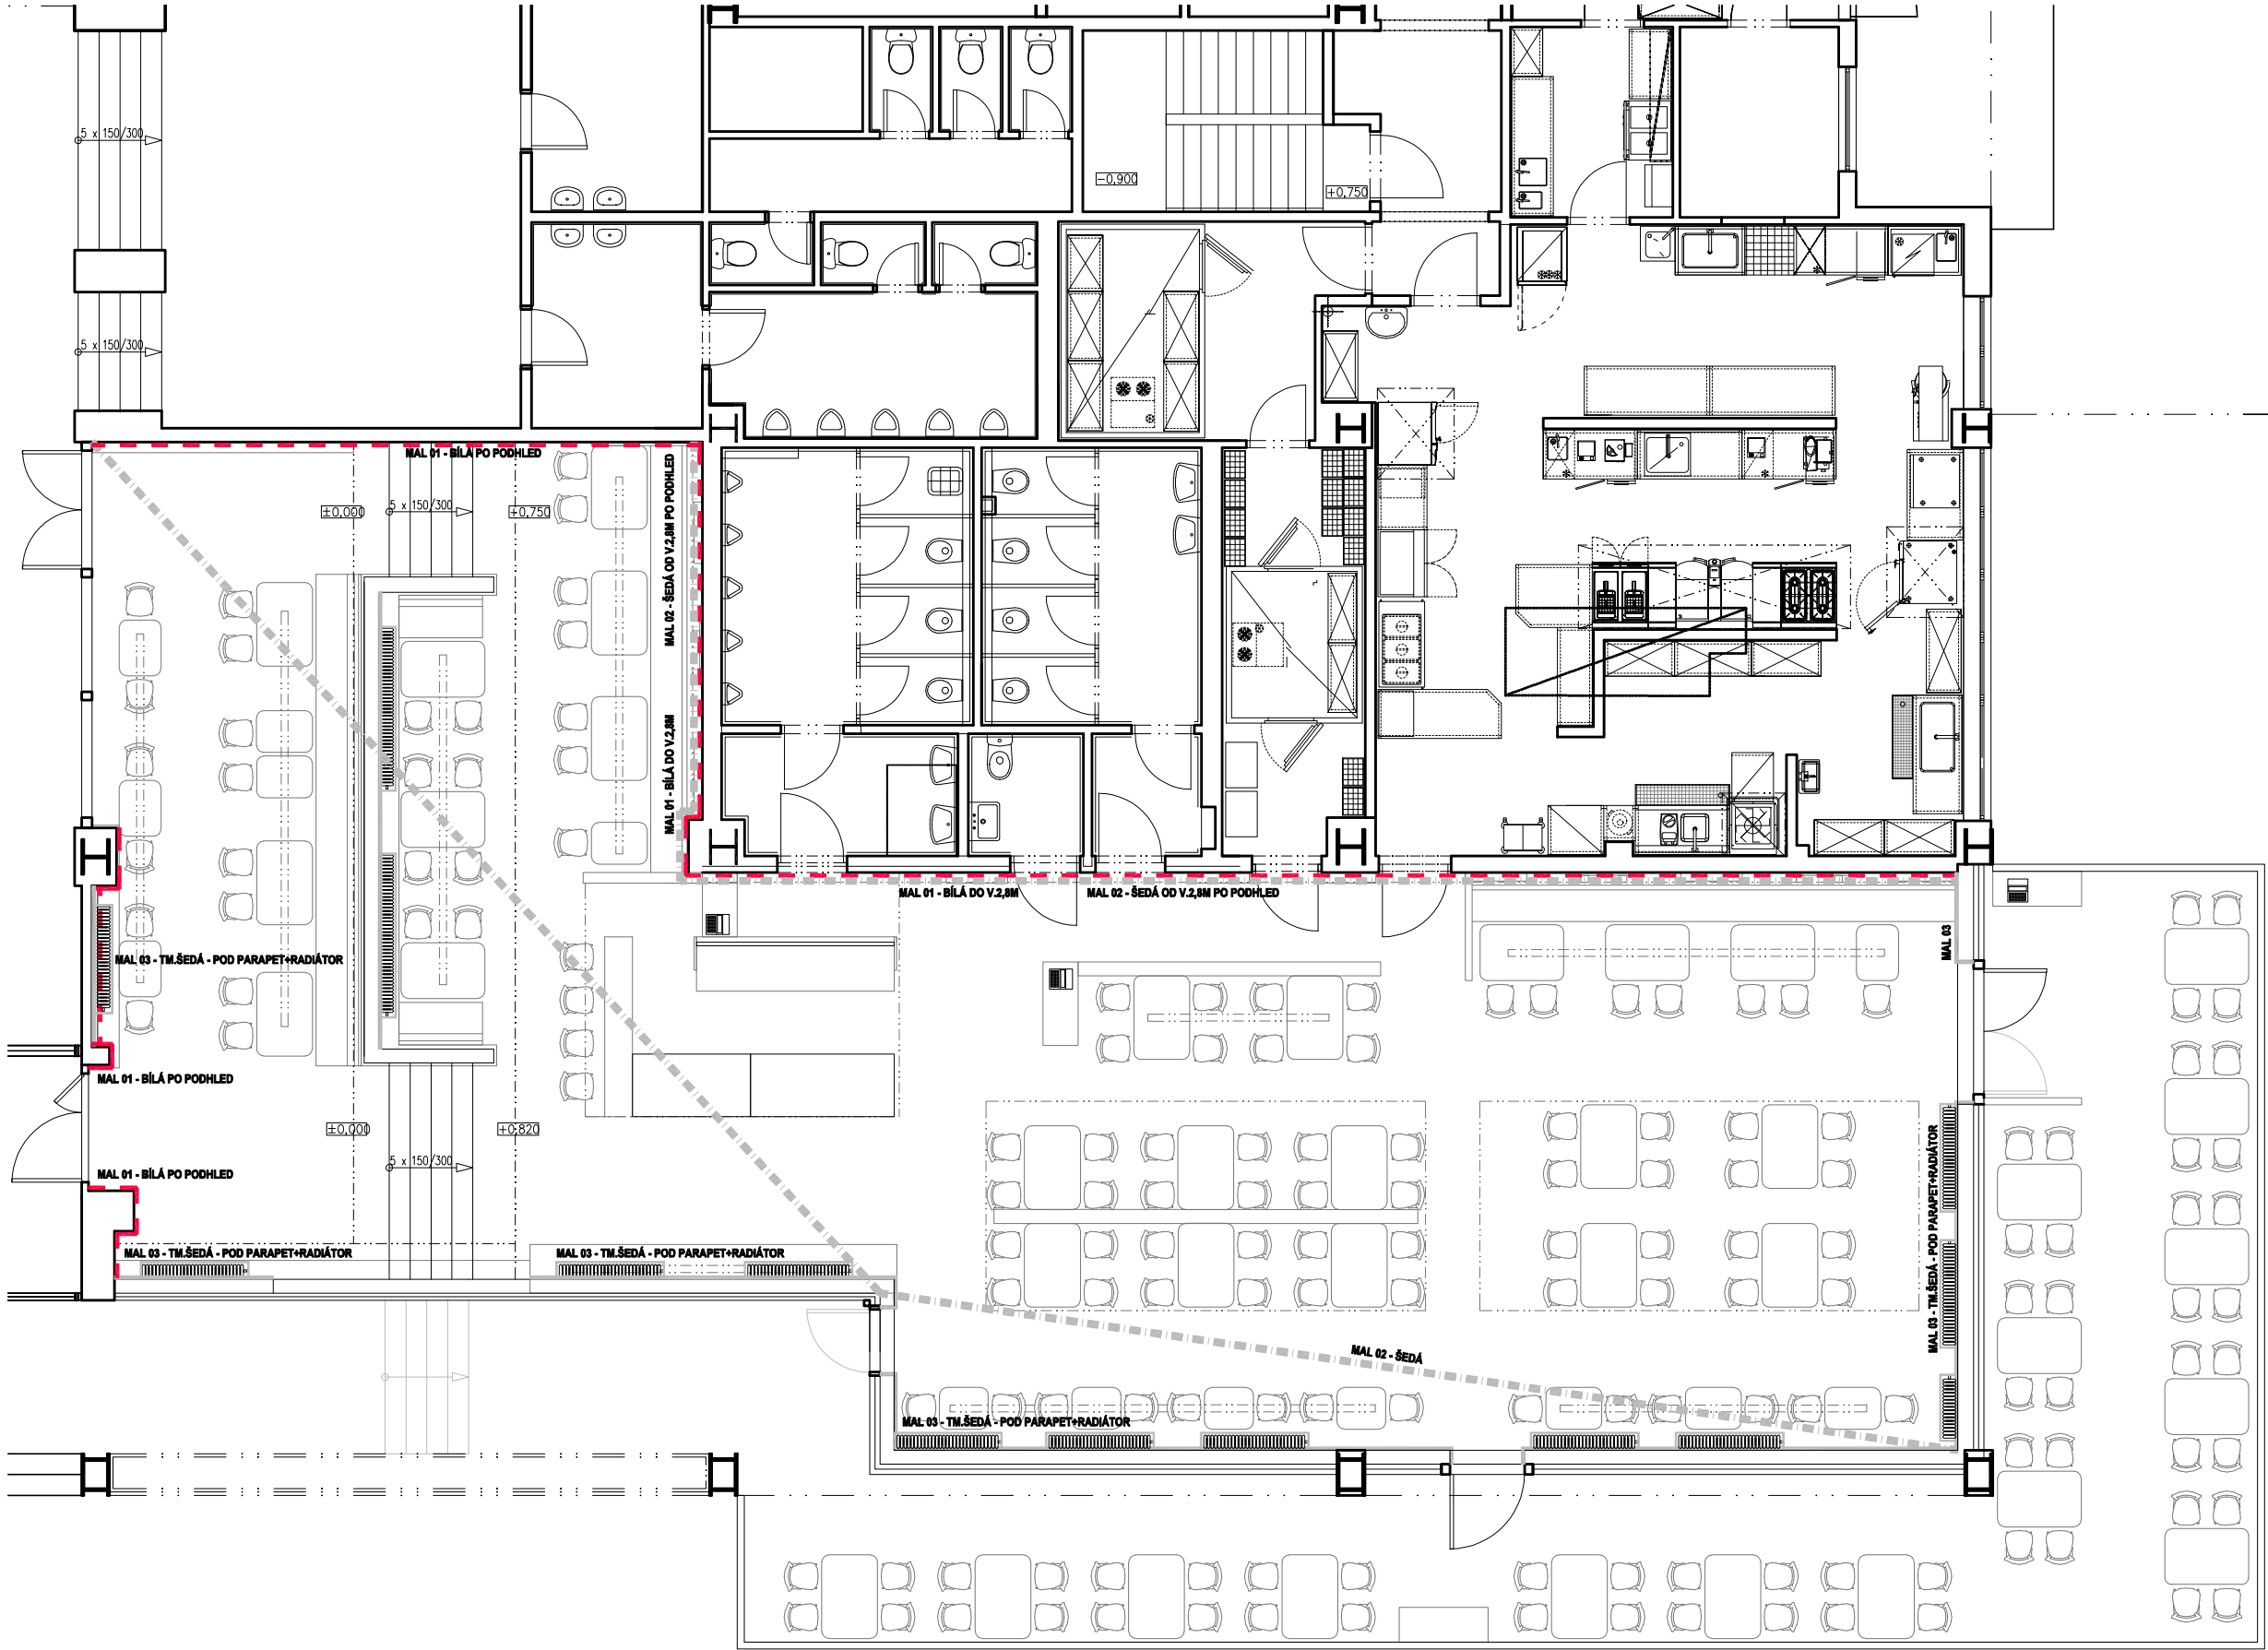 5 x 150/300
-0,900
+0,750
5 x 150/300
MAL 01 - BÍLÁ PO PODHLED
±0,000
5 x 150/300
+0,750
MAL 02 - ŠEDÁ OD V.2,8M PO PODHLED
MAL 01 - BÍLÁ DO V.2,8M
MAL 01 - BÍLÁ DO V.2,8M
MAL 02 - ŠEDÁ OD V.2,8M PO PODHLED
MAL 03
MAL 03 - TM.ŠEDÁ - POD PARAPET+RADIÁTOR
MAL 01 - BÍLÁ PO PODHLED
±0,000
+0,820
5 x 150/300
MAL 01 - BÍLÁ PO PODHLED
MAL 03 - TM.ŠEDÁ - POD PARAPET+RADIÁTOR
MAL 03 - TM.ŠEDÁ - POD PARAPET+RADIÁTOR
MAL 03 - TM.ŠEDÁ - POD PARAPET+RADIÁTOR
MAL 02 - ŠEDÁ
MAL 03 - TM.ŠEDÁ - POD PARAPET+RADIÁTOR